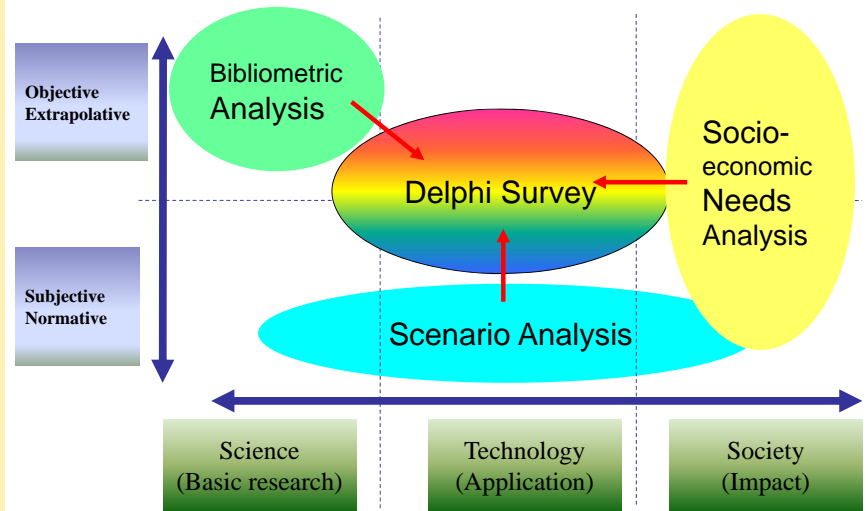 Objective
Extrapolative
Bibliometric
Analysis
Delphi Survey
Socio-
economic
Needs
Analysis
Subjective
Normative
Scenario Analysis
Science
(Basic research)
Technology
(Application)
Society
(Impact)